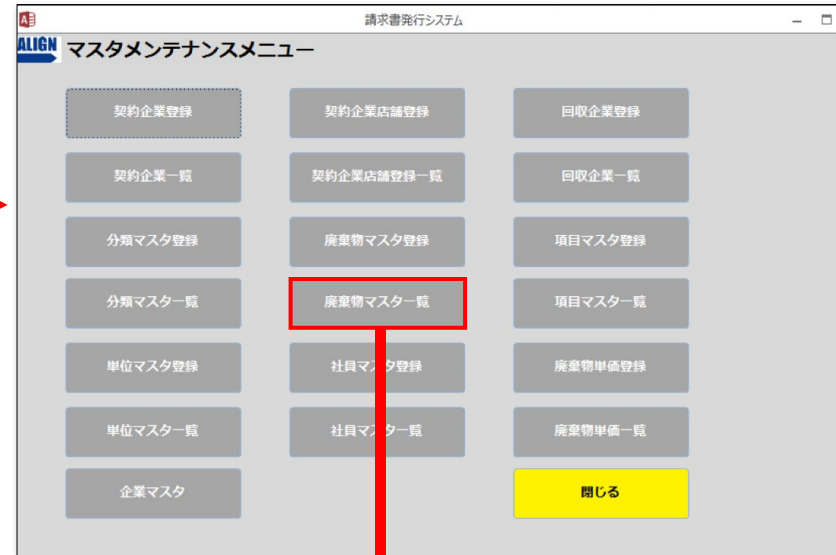 請求書発行システム
ALIGN マスタメンテナンスメニュー
契約企業登録 契約企業店舗登録 回収企業登録
契約企業一覧 契約企業店舗登録一覧 回収企業一覧
分類マスタ登録 廃棄物マスタ登録 項目マスタ登録
分類マスター覧 廃棄物マスター覧 項目マスター覧
単位マスタ登録 社員マスタ登録 廃棄物単価登録
単位マスター覧 社員マスター覧 廃棄物単価一覧
企業マスタ 閉じる